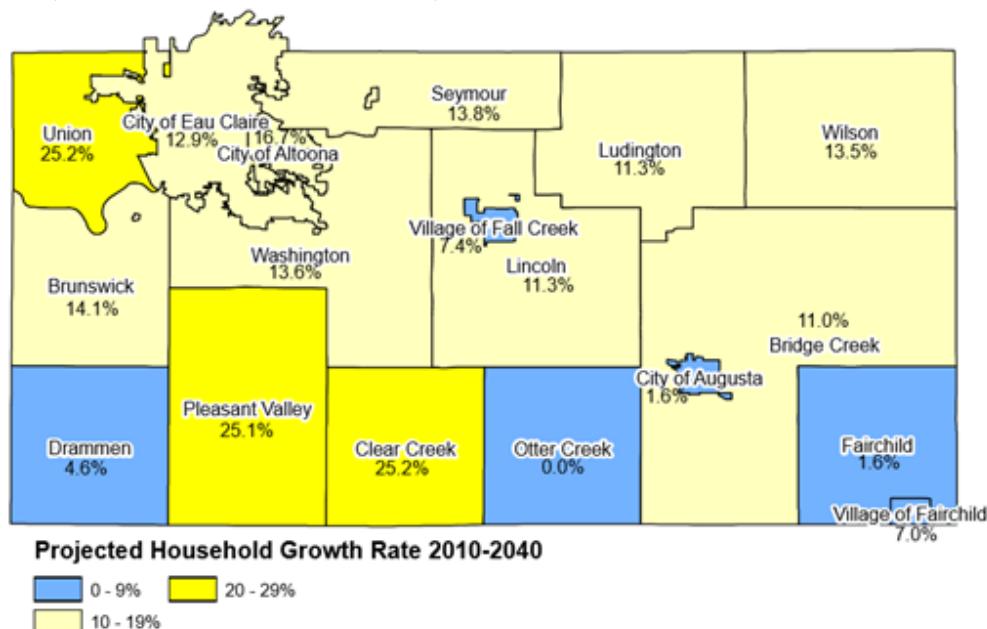 Seymour
13.8%
Union
25.2%
City of Eau Claire
12.9%
16.7%
City of Altoona
Ludington
11.3%
Wilson
13.5%
Village of Fall Creek
7.4%
Washington
13.6%
Lincoln
11.3%
Brunswick
14.1%
11.0%
Bridge Creek
City of Augusta
1.6%
Pleasant Valley
25.1%
Drammen
4.6%
Clear Creek
25.2%
Otter Creek
0.0%
Fairchild
1.6%
Village of Fairchild
7.0%
Projected Household Growth Rate 2010-2040
0 - 9%
20 - 29%
10 - 19%